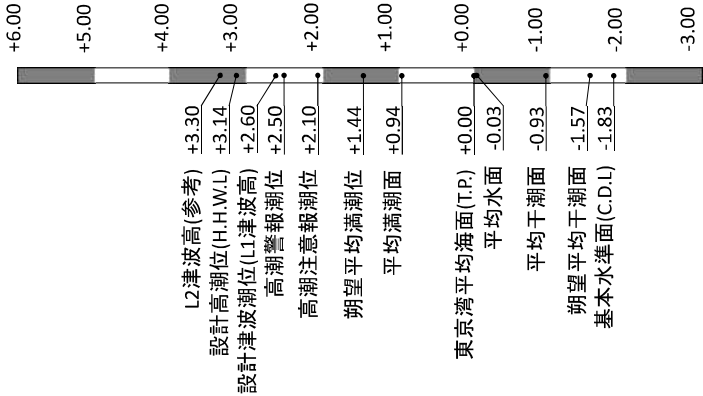 +6.00
+5.00
+4.00
+3.00
+2.00
+1.00
+0.00
-1.00
-2.00
-3.00
L2津波高(参考) +3.30
設計高潮位(H.H.W.L) +3.14
設計津波潮位(L1津波高) +2.60
高潮警報潮位 +2.50
高潮注意報潮位 +2.10
朔望平均満潮位 +1.44
平均満潮面 +0.94
東京湾平均海面(T.P.) +0.00
平均水面 -0.03
平均干潮面 -0.93
朔望平均干潮面 -1.57
基本水準面(C.D.L) -1.83